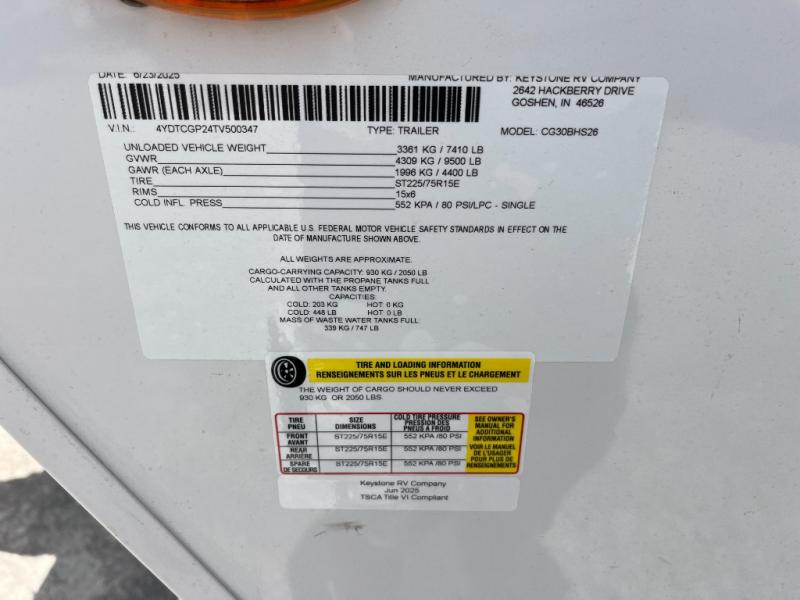 DATE 6/23/2025 MANUFACTURED BY: KEYSTONE RV COMPANY
2642 HACKBERRY DRIVE
GOSHEN, IN 46526
V.I.N.: 4YDTCGP24TV500347 TYPE: TRAILER MODEL: CG30BHS26
UNLOADED VEHICLE WEIGHT 3361 KG / 7410 LB
GVWR 4309 KG / 9500 LB
GAWR (EACH AXLE) 1996 KG / 4400 LB
TIRE ST225/75R15E
RIMS 15x6
COLD INFL. PRESS 552 KPA / 80 PSI/LPC - SINGLE
THIS VEHICLE CONFORMS TO ALL APPLICABLE U.S. FEDERAL MOTOR VEHICLE SAFETY STANDARDS IN EFFECT ON THE
DATE OF MANUFACTURE SHOWN ABOVE.
ALL WEIGHTS ARE APPROXIMATE.
CARGO-CARRYING CAPACITY: 930 KG / 2050 LB
CALCULATED WITH THE PROPANE TANKS FULL
AND ALL OTHER TANKS EMPTY.
CAPACITIES:
COLD: 203 KG HOT: 0 KG
COLD: 448 LB HOT: 0 LB
MASS OF WASTE WATER TANKS FULL:
339 KG / 747 LB
TIRE AND LOADING INFORMATION
RENSEIGNEMENTS SUR LES PNEUS ET LE CHARGEMENT
THE WEIGHT OF CARGO SHOULD NEVER EXCEED
930 KG OR 2050 LBS.
TIRE
PNEU
SIZE
DIMENSIONS
COLD TIRE PRESSURE
PRESSION DES
PNEUS A FROID
FRONT
AVANT
ST225/75R15E 552 KPA /80 PSI
REAR
ARRIERE
ST225/75R15E 552 KPA /80 PSI
SPARE
DE SECOURS
ST225/75R15E 552 KPA /80 PSI
SEE OWNER'S
MANUAL FOR
ADDITIONAL
INFORMATION
VOIR LE MANUEL
DE L'USAGER
POUR PLUS DE
RENSEIGNEMENTS
Keystone RV Company
Jun 2025
TSCA Title VI Compliant